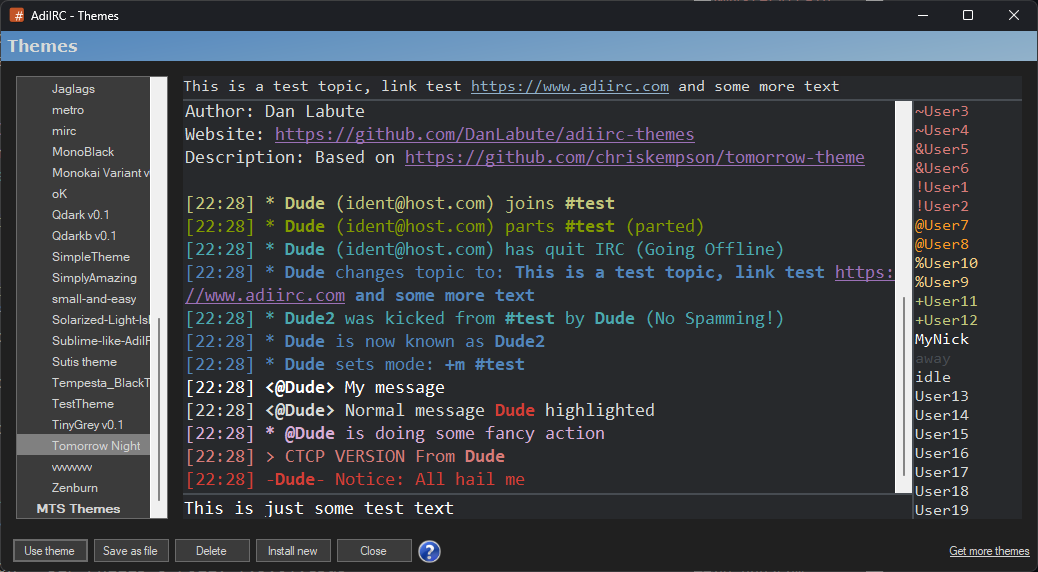 AdiIRC - Themes
Themes
Jaglags
metro
mirc
MonoBlack
Monokai Variant v
oK
Qdark v0.1
Qdarkb v0.1
SimpleTheme
SimplyAmazing
small-and-easy
Solarized-Light-Isl
Sublime-like-AdiIF
Sutis theme
Tempesta_BlackT
TestTheme
TinyGrey v0.1
Tomorrow Night
vvvvvvv
Zenburn
MTS Themes
This is a test topic, link test https://www.adiirc.com and some more text
Author: Dan Labute
Website: https://github.com/DanLabute/adiirc-themes
Description: Based on https://github.com/chriskempson/tomorrow-theme
[22:28] * Dude (ident@host.com) joins #test
[22:28] * Dude (ident@host.com) parts #test (parted)
[22:28] * Dude (ident@host.com) has quit IRC (Going Offline)
[22:28] * Dude changes topic to: This is a test topic, link test https:
//www.adiirc.com and some more text
[22:28] * Dude2 was kicked from #test by Dude (No Spamming!)
[22:28] * Dude is now known as Dude2
[22:28] * Dude sets mode: +m #test
[22:28] <@Dude> My message
[22:28] <@Dude> Normal message Dude highlighted
[22:28] * @Dude is doing some fancy action
[22:28] > CTCP VERSION From Dude
[22:28] -Dude- Notice: All hail me
This is just some test text
~User3
~User4
&User5
&User6
!User1
!User2
@User7
@User8
%User10
%User9
+User11
+User12
MyNick
away
idle
User13
User14
User15
User16
User17
User18
User19
Use theme
Save as file
Delete
Install new
Close
?
Get more themes